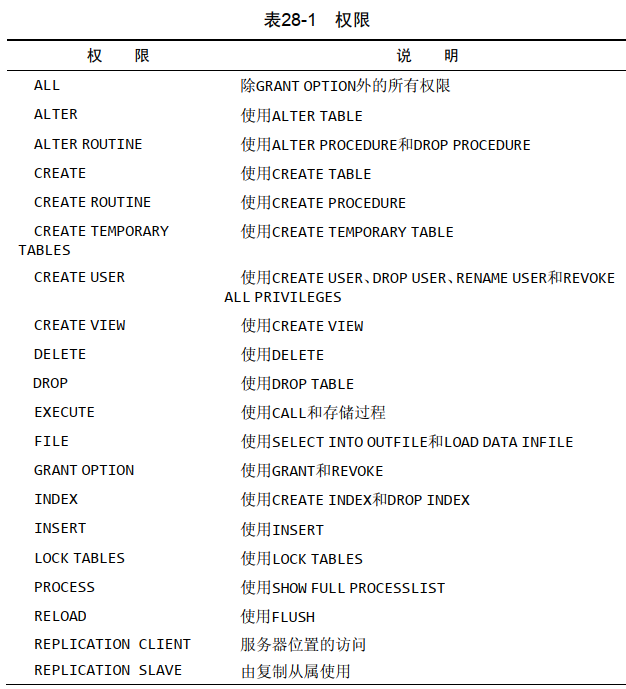 表28-1 权限
权 限 说 明
ALL 除GRANT OPTION外的所有权限
ALTER 使用ALTER TABLE
ALTER ROUTINE 使用ALTER PROCEDURE和DROP PROCEDURE
CREATE 使用CREATE TABLE
CREATE ROUTINE 使用CREATE PROCEDURE
CREATE TEMPORARY 使用CREATE TEMPORARY TABLE
TABLES
CREATE USER 使用CREATE USER、DROP USER、RENAME USER和REVOKE
ALL PRIVILEGES
CREATE VIEW 使用CREATE VIEW
DELETE 使用DELETE
DROP 使用DROP TABLE
EXECUTE 使用CALL和存储过程
FILE 使用SELECT INTO OUTFILE和LOAD DATA INFILE
GRANT OPTION 使用GRANT和REVOKE
INDEX 使用CREATE INDEX和DROP INDEX
INSERT 使用INSERT
LOCK TABLES 使用LOCK TABLES
PROCESS 使用SHOW FULL PROCESSLIST
RELOAD 使用FLUSH
REPLICATION CLIENT 服务器位置的访问
REPLICATION SLAVE 由复制从属使用